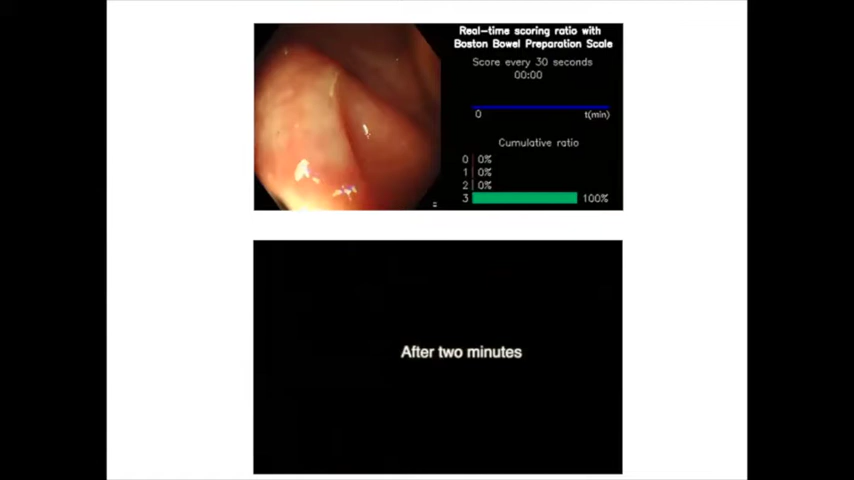 Real-time scoring ratio with
Boston Bowel Preparation Scale
Score every 30 seconds
00:00
0 t(min)
Cumulative ratio
0 0%
1 0%
2 0%
3 100%
After two minutes